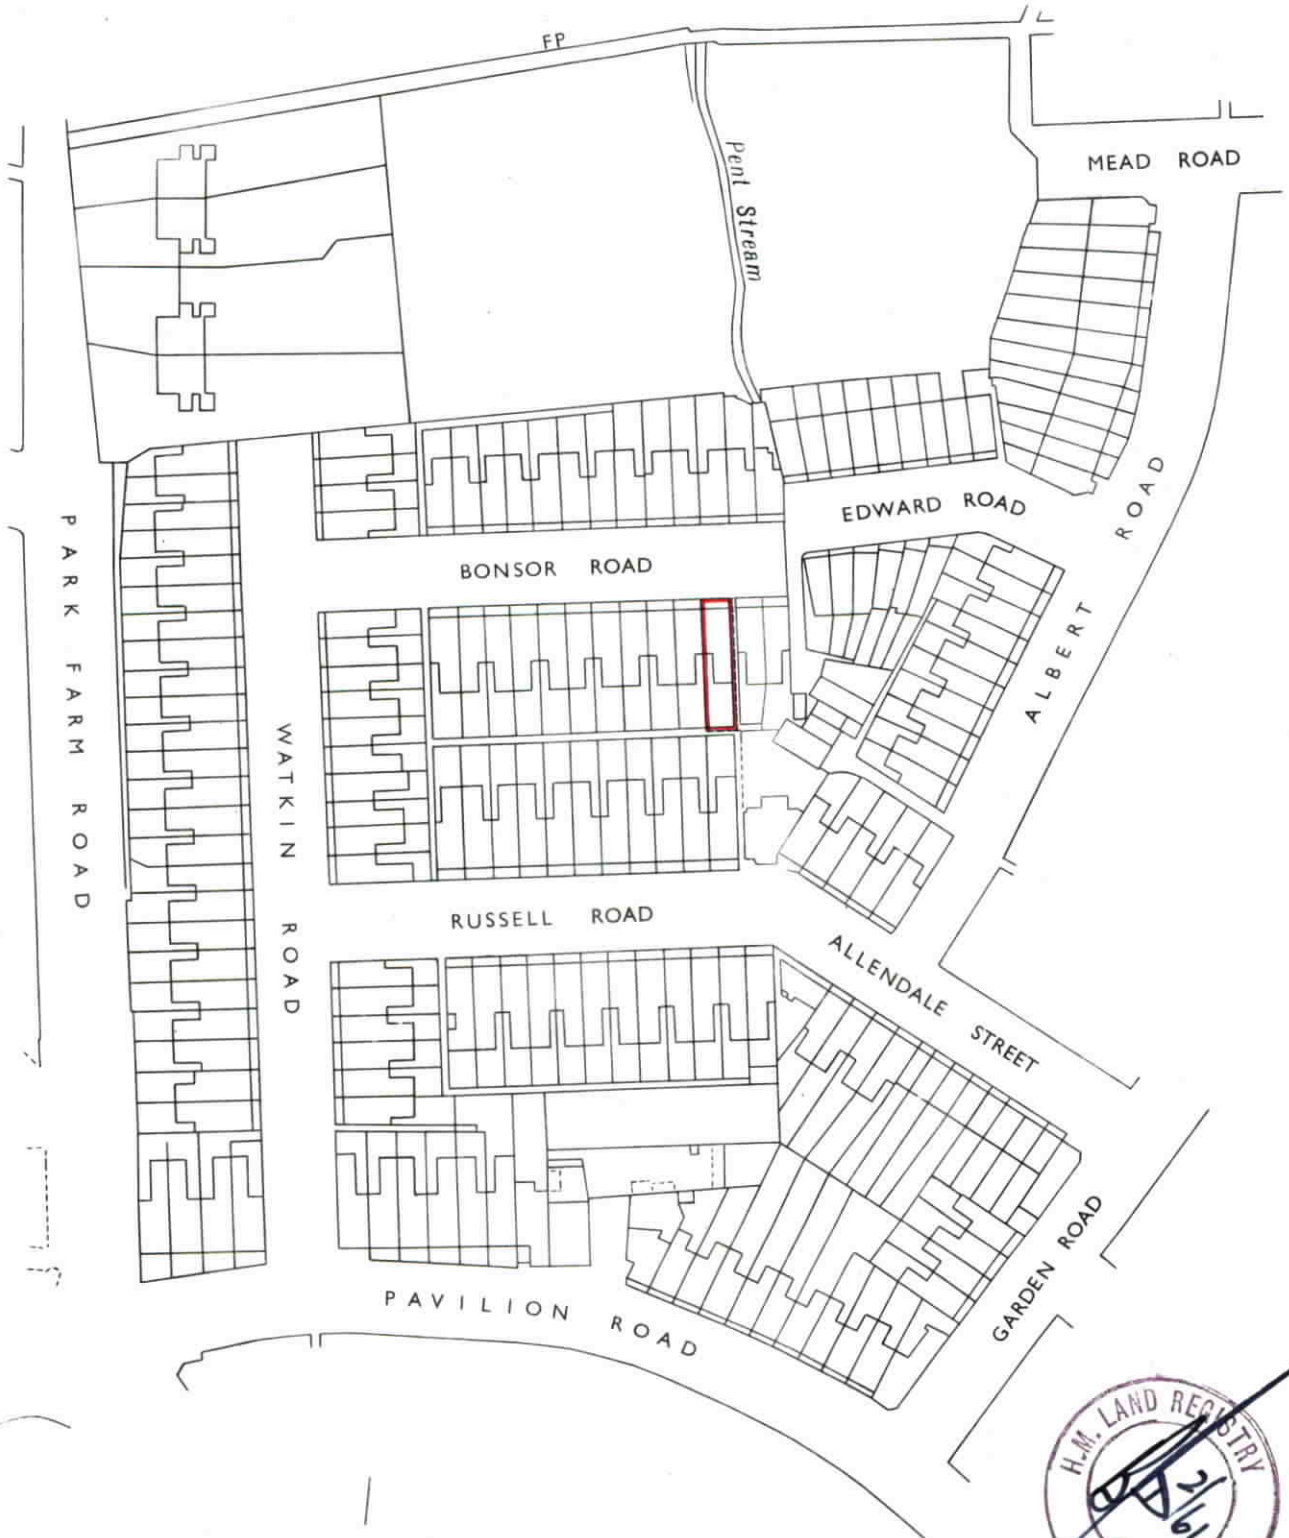 FP
Pent Stream
MEAD ROAD
EDWARD ROAD
BONSOR ROAD
ALBERT ROAD
PARK FARM ROAD
WATKIN ROAD
RUSSELL ROAD
ALLENDALE STREET
GARDEN ROAD
PAVILION ROAD
H.M. LAND REGISTRY